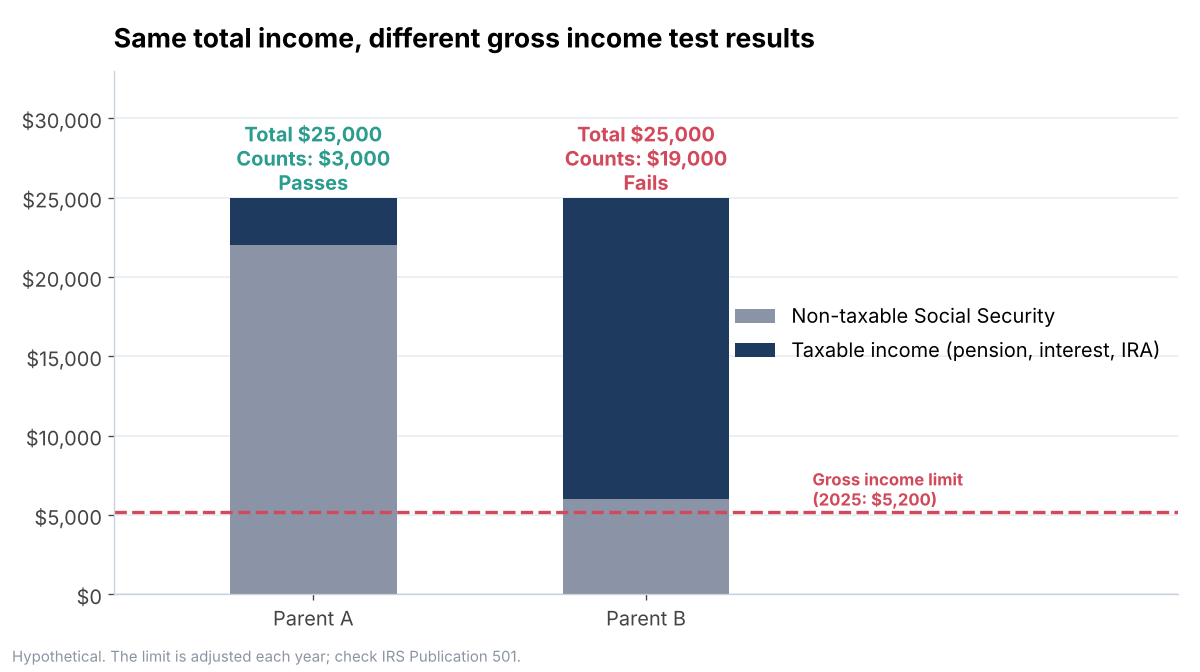 Same total income, different gross income test results
$30,000
$25,000
$20,000
$15,000
$10,000
$5,000
$0
Total $25,000
Counts: $3,000
Passes
Total $25,000
Counts: $19,000
Fails
Non-taxable Social Security
Taxable income (pension, interest, IRA)
Gross income limit
(2025: $5,200)
Parent A
Parent B
Hypothetical. The limit is adjusted each year; check IRS Publication 501.